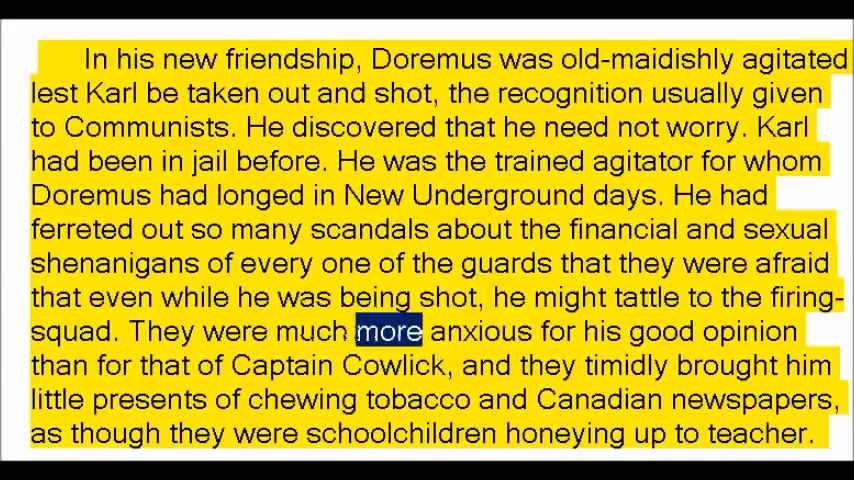 In his new friendship, Doremus was old-maidishly agitated
lest Karl be taken out and shot, the recognition usually given
to Communists. He discovered that he need not worry. Karl
had been in jail before. He was the trained agitator for whom
Doremus had longed in New Underground days. He had
ferreted out so many scandals about the financial and sexual
shenanigans of every one of the guards that they were afraid
that even while he was being shot, he might tattle to the firing-
squad. They were much more anxious for his good opinion
than for that of Captain Cowlick, and they timidly brought him
little presents of chewing tobacco and Canadian newspapers,
as though they were schoolchildren honeying up to teacher.